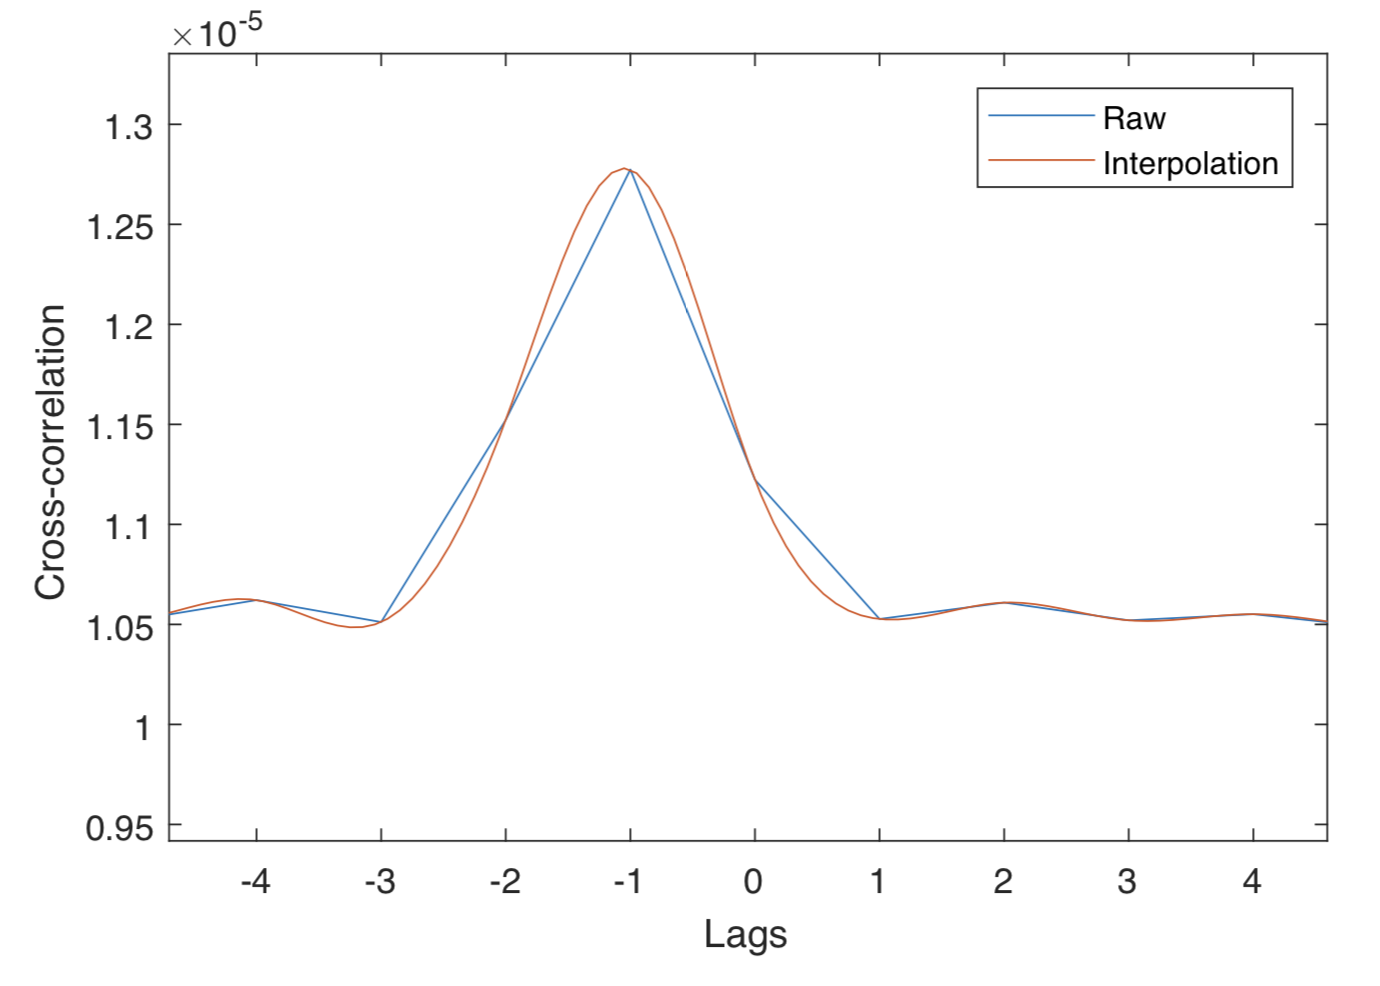 ×10-5
1.3
1.25
1.2
1.15
1.1
1.05
1
0.95
Cross-correlation
Raw
Interpolation
-4 -3 -2 -1 0 1 2 3 4
Lags